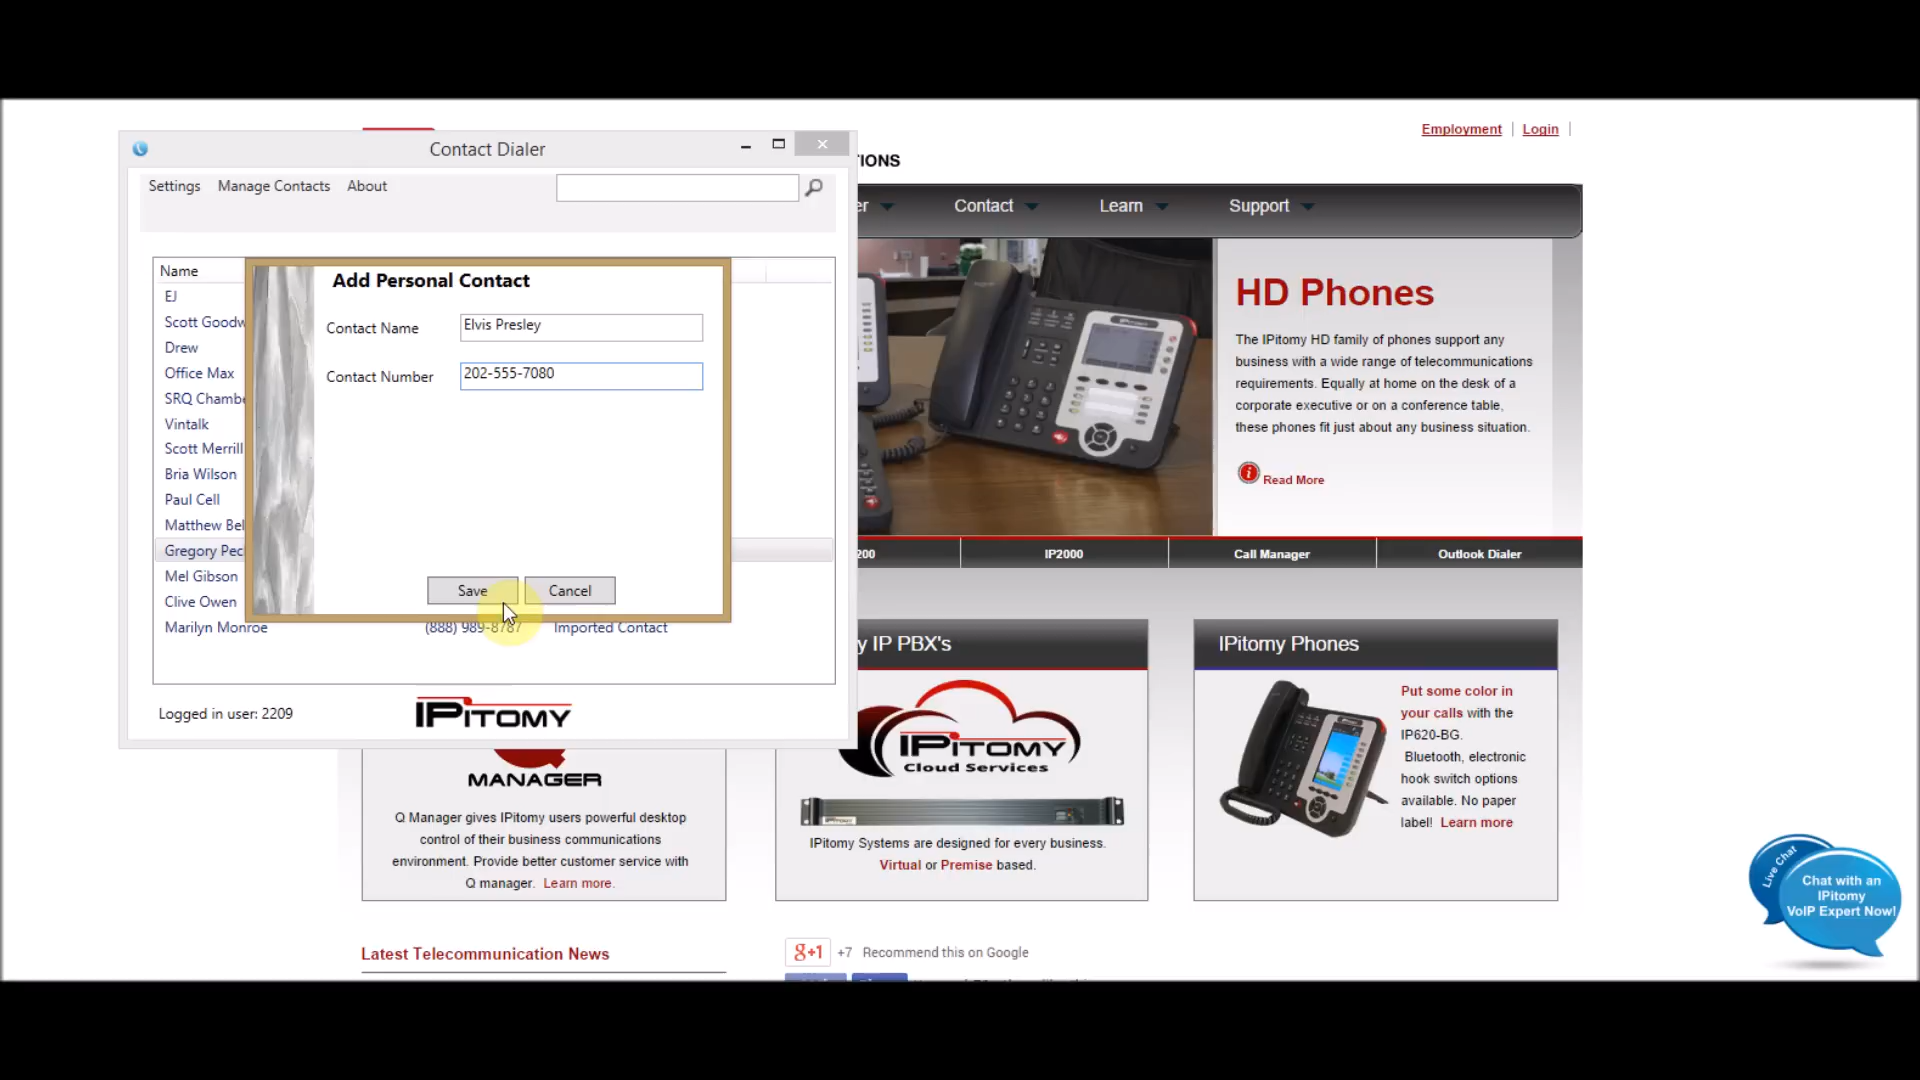 Employment | Login |
IONS
Contact Dialer
Settings Manage Contacts About
er Contact Learn Support
Name
EJ
Scott Goodw
Drew
Office Max
SRQ Chambe
Vintalk
Scott Merrill
Bria Wilson
Paul Cell
Matthew Bel
Gregory Pec
Mel Gibson
Clive Owen
Marilyn Monroe (888) 989-8787 Imported Contact
Add Personal Contact
Contact Name Elvis Presley
Contact Number 202-555-7080
Save Cancel
Logged in user: 2209
IPITOMY
HD Phones
The IPitomy HD family of phones support any
business with a wide range of telecommunications
requirements. Equally at home on the desk of a
corporate executive or on a conference table,
these phones fit just about any business situation.
Read More
200 IP2000 Call Manager Outlook Dialer
MANAGER
Q Manager gives IPitomy users powerful desktop
control of their business communications
environment. Provide better customer service with
Q manager. Learn more.
y IP PBX's
IPITOMY
Cloud Services
IPitomy Systems are designed for every business.
Virtual or Premise based.
IPitomy Phones
Put some color in
your calls with the
IP620-BG.
Bluetooth, electronic
hook switch options
available. No paper
label! Learn more
Live Chat
Chat with an
IPitomy
VoIP Expert Now!
Latest Telecommunication News
g+1 +7 Recommend this on Google